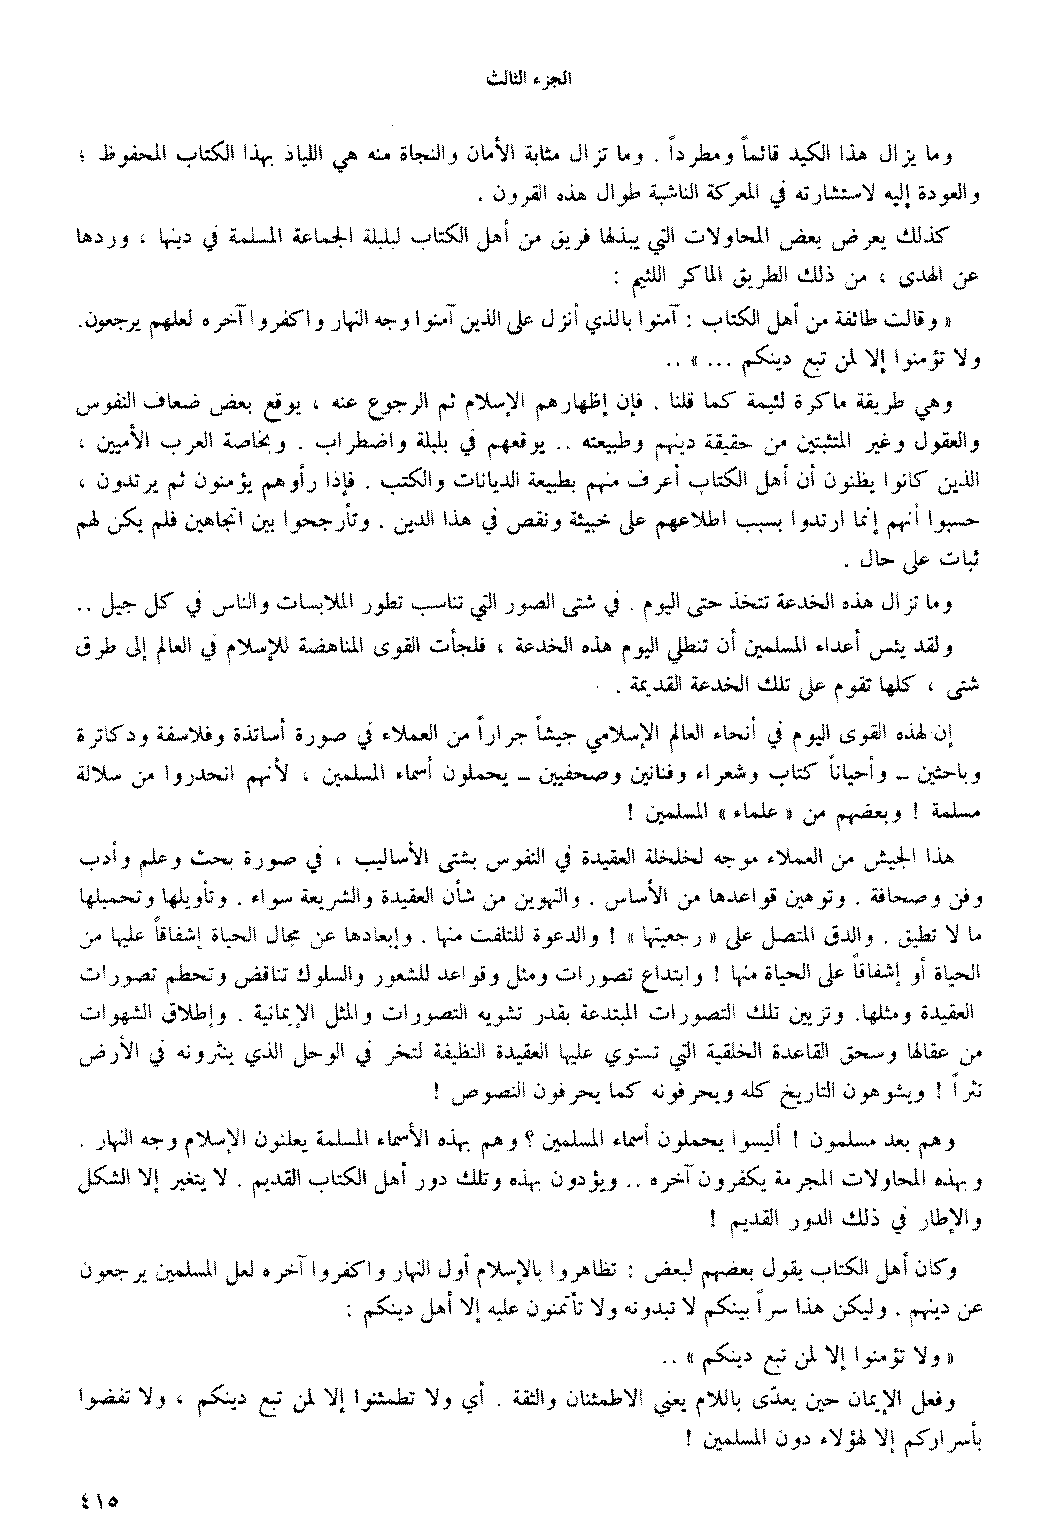 الجزء الثالث
وما يزال هذا الكيد قائماً ومطرداً . وما تزال مثابة الأمان والنجاة منه هي اللياذ بهذا الكتاب المحفوظ ؛
والعودة إليه لاستشارته في المعركة الناشبة طوال هذه القرون .
كذلك يعرض بعض المحاولات التي يبذلها فريق من أهل الكتاب لبلبلة الجماعة المسلمة في دينها ، وردها
عن الهدى ، من ذلك الطريق الماكر اللئيم :
« وقالت طائفة من أهل الكتاب : آمنوا بالذي أنزل على الذين آمنوا وجه النهار واكفروا آخره لعلهم يرجعون.
ولا تؤمنوا إلا لمن تبع دينكم ... » ..
وهي طريقة ماكرة لئيمة كما قلنا . فإن إظهارهم الإسلام ثم الرجوع عنه ، يوقع بعض ضعاف النفوس
والعقول وغير المتثبتين من حقيقة دينهم وطبيعته .. يوقعهم في بلبلة واضطراب . وبخاصة العرب الأميين ،
الذين كانوا يظنون أن أهل الكتاب أعرف منهم بطبيعة الديانات والكتب . فإذا رأوهم يؤمنون ثم يرتدون ،
حسبوا أنهم إنما ارتدوا بسبب اطلاعهم على خبيئة ونقص في هذا الدين . وتأرجحوا بين اتجاهين فلم يكن لهم
ثبات على حال .
وما تزال هذه الخدعة تتخذ حتى اليوم . في شتى الصور التي تناسب تطور الملابسات والناس في كل جيل ..
ولقد يئس أعداء المسلمين أن تنطلي اليوم هذه الخدعة ، فلجأت القوى المناهضة للإسلام في العالم إلى طرق
شتى ، كلها تقوم على تلك الخدعة القديمة .
إن لهذه القوى اليوم في أنحاء العالم الإسلامي جيشاً جراراً من العملاء في صورة أساتذة وفلاسفة ودكاترة
وباحثين – وأحياناً كتاب وشعراء وفنانين وصحفيين – يحملون أسماء المسلمين ، لأنهم انحدروا من سلالة
مسلمة ! وبعضهم من « علماء » المسلمين !
هذا الجيش من العملاء موجه لخلخلة العقيدة في النفوس بشتى الأساليب ، في صورة بحث وعلم وأدب
وفن وصحافة . وتوهين قواعدها من الأساس . والتهوين من شأن العقيدة والشريعة سواء . وتأويلها وتحميلها
ما لا تطيق . والدق المتصل على « رجعيتها » ! والدعوة للتلفت منها . وإبعادها عن مجال الحياة إشفاقاً عليها من
الحياة أو إشفاقاً على الحياة منها ! وابتداع تصورات ومثل وقواعد للشعور والسلوك تناقض وتحطم تصورات
العقيدة ومثلها. وتزيين تلك التصورات المبتدعة بقدر تشويه التصورات والمثل الإيمانية . وإطلاق الشهوات
من عقالها وسحق القاعدة الخلقية التي تستوي عليها العقيدة النظيفة لتخر في الوحل الذي ينثرونه في الأرض
نثراً ! ويشوهون التاريخ كله ويحرفونه كما يحرفون النصوص !
وهم بعد مسلمون ! أليسوا يحملون أسماء المسلمين ؟ وهم بهذه الأسماء المسلمة يعلنون الإسلام وجه النهار .
وبهذه المحاولات المجرمة يكفرون آخره .. ويؤدون بهذه وتلك دور أهل الكتاب القديم . لا يتغير إلا الشكل
والإطار في ذلك الدور القديم !
وكان أهل الكتاب يقول بعضهم لبعض : تظاهروا بالإسلام أول النهار واكفروا آخره لعل المسلمين يرجعون
عن دينهم . وليكن هذا سراً بينكم لا تبدونه ولا تأتمنون عليه إلا أهل دينكم :
« ولا تؤمنوا إلا لمن تبع دينكم » ..
وفعل الإيمان حين يعدّى باللام يعني الاطمئنان والثقة . أي ولا تطمئنوا إلا لمن تبع دينكم ، ولا تفضوا
بأسراركم إلا لهؤلاء دون المسلمين !
٤١٥